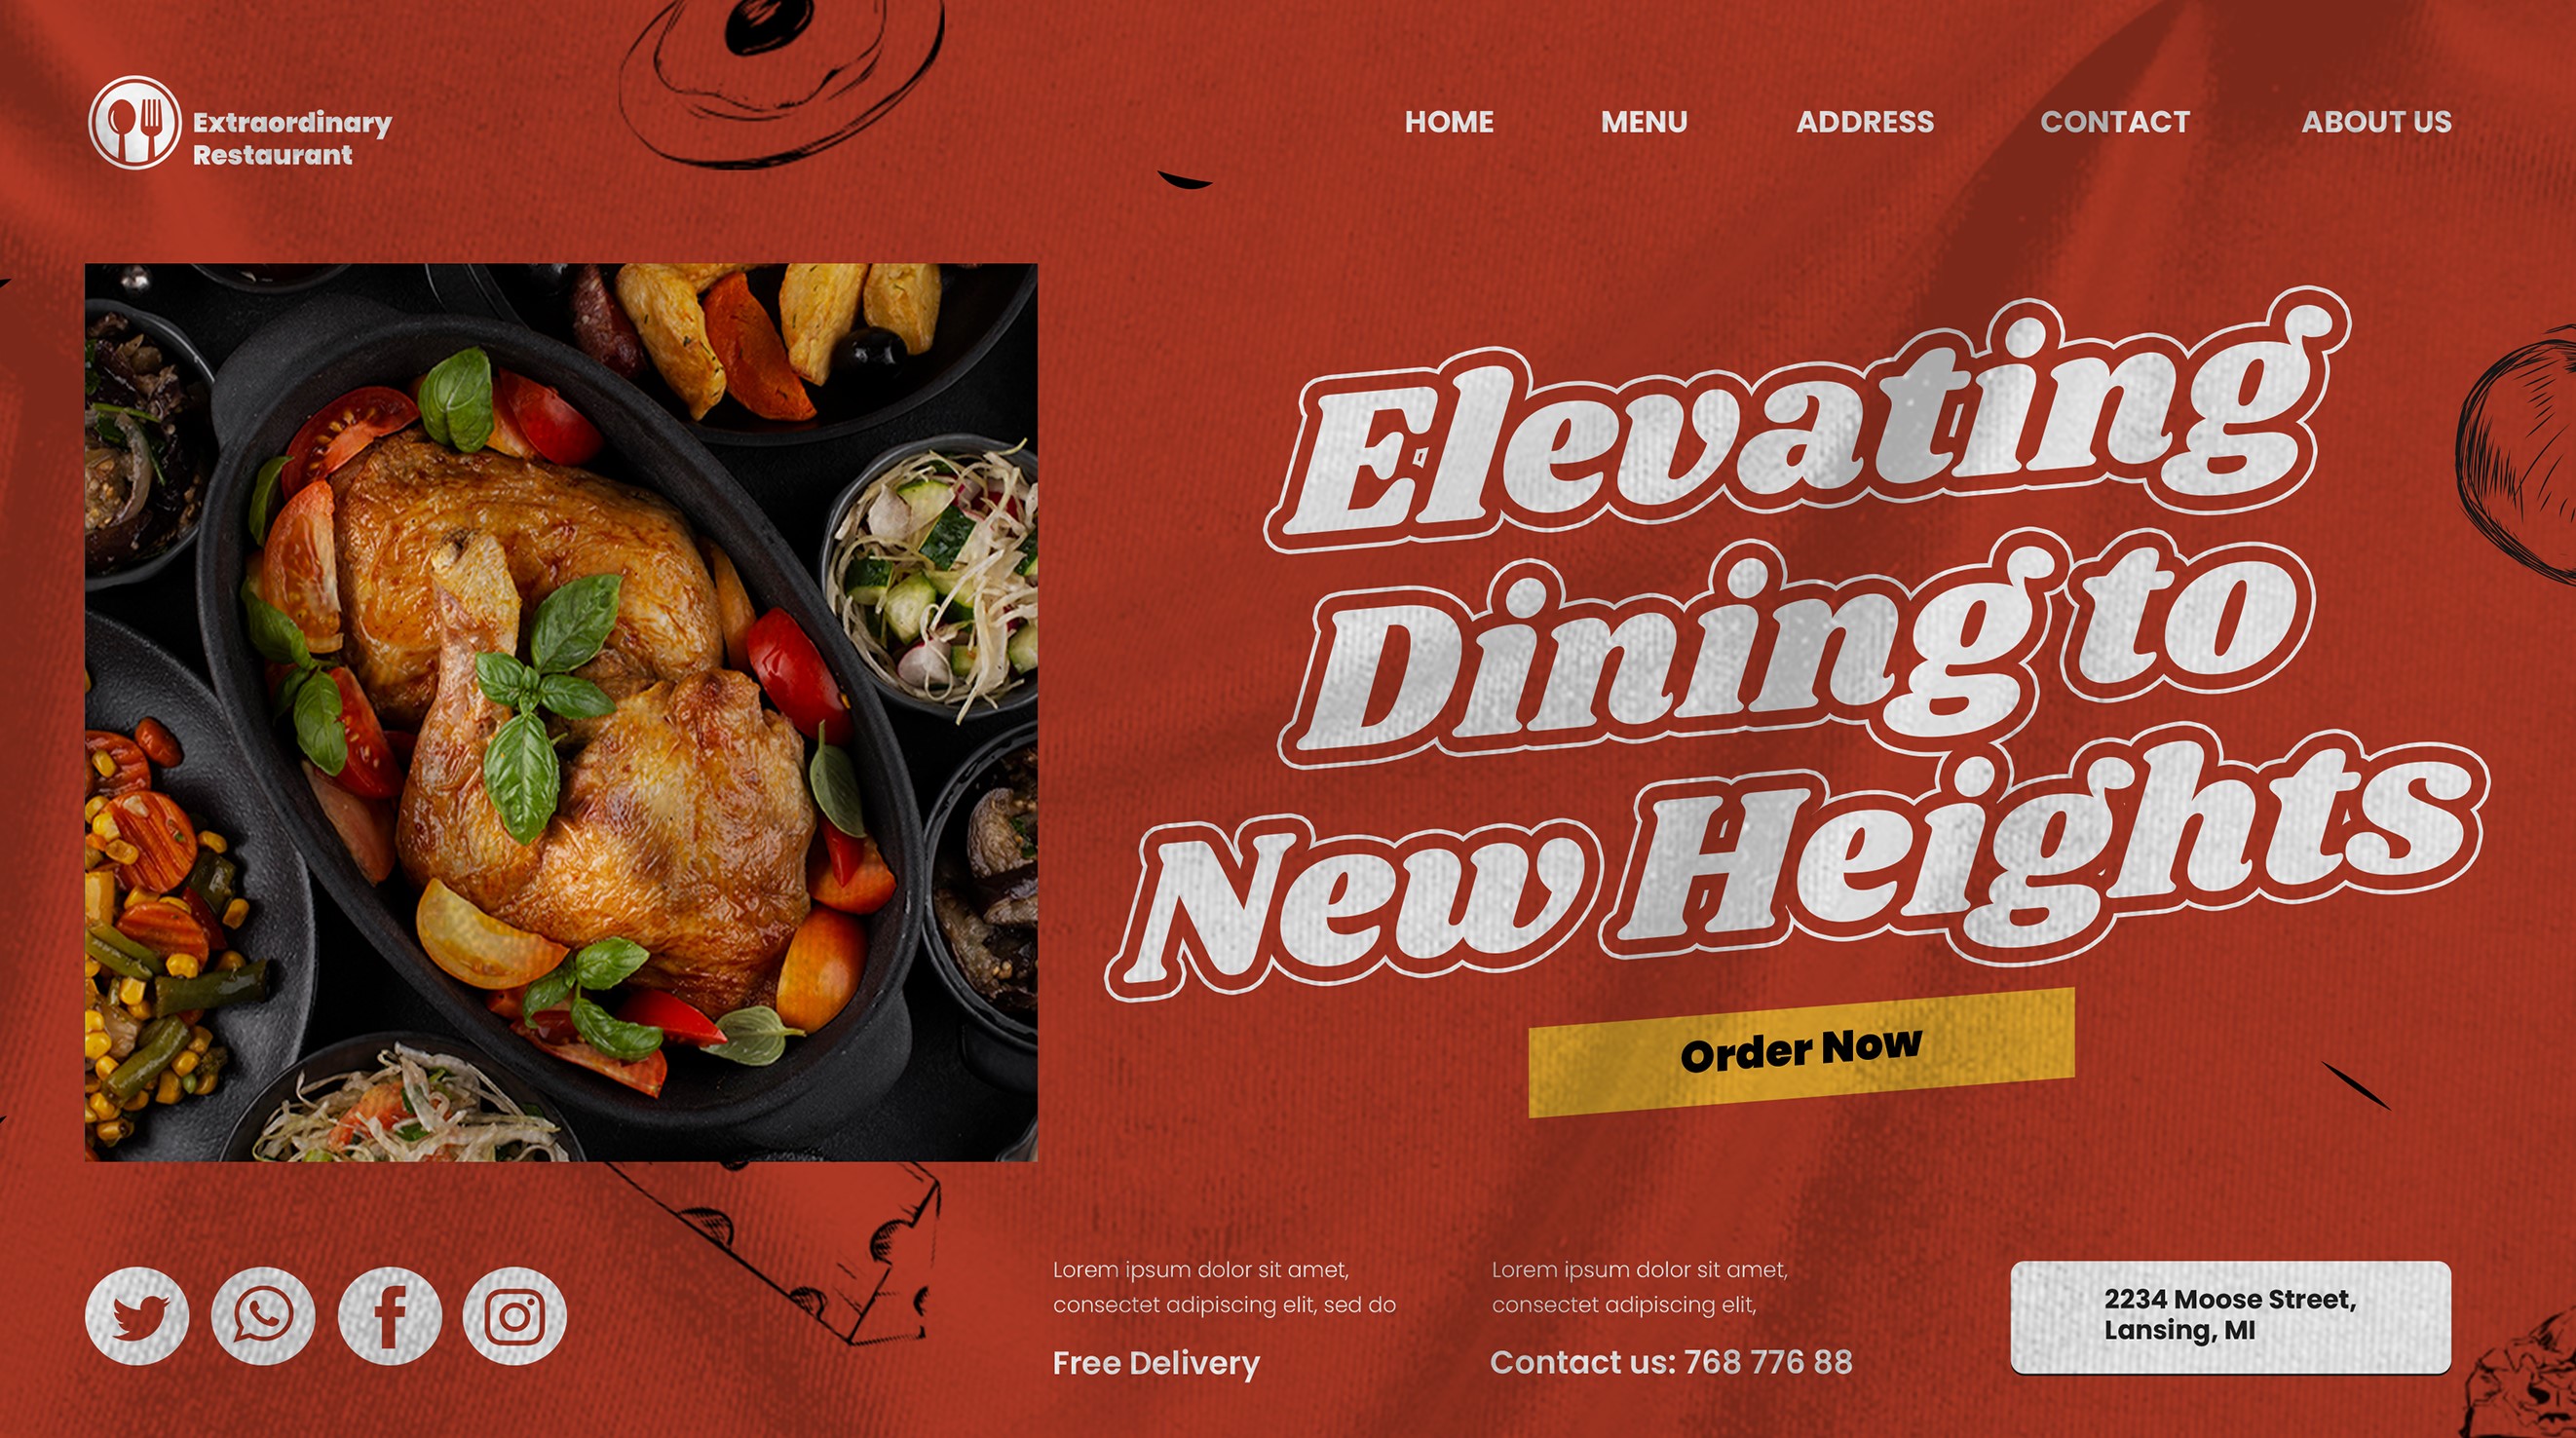 Extraordinary
Restaurant
HOME MENU ADDRESS CONTACT ABOUT US
Elevating
Dining to
New Heights
Order Now
Lorem ipsum dolor sit amet,
consectet adipiscing elit, sed do
Free Delivery
Lorem ipsum dolor sit amet,
consectet adipiscing elit,
Contact us: 768 776 88
2234 Moose Street,
Lansing, MI